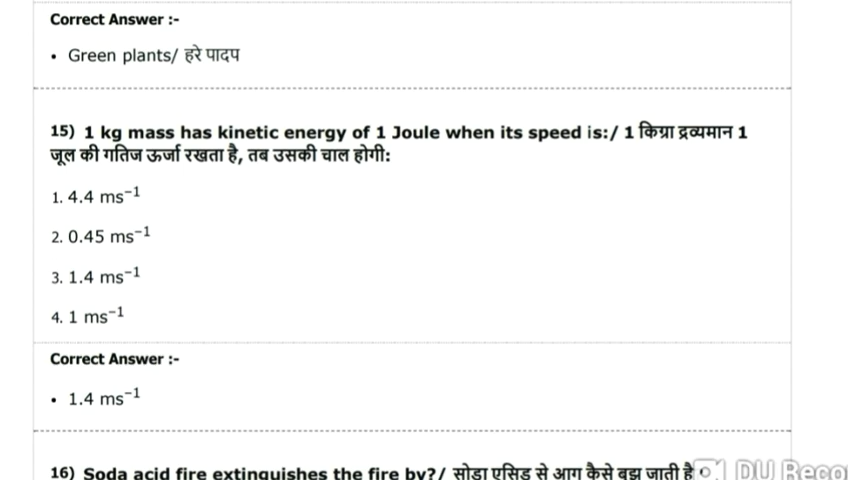 Correct Answer :-
• Green plants/ हरे पादप
15) 1 kg mass has kinetic energy of 1 Joule when its speed is:/ 1 किग्रा द्रव्यमान 1
जूल की गतिज ऊर्जा रखता है, तब उसकी चाल होगी:
1. 4.4 ms⁻¹
2. 0.45 ms⁻¹
3. 1.4 ms⁻¹
4. 1 ms⁻¹
Correct Answer :-
• 1.4 ms⁻¹
16) Soda acid fire extinguishes the fire by?/ सोडा एसिड से आग कैसे बुझ जाती है
DU Reco